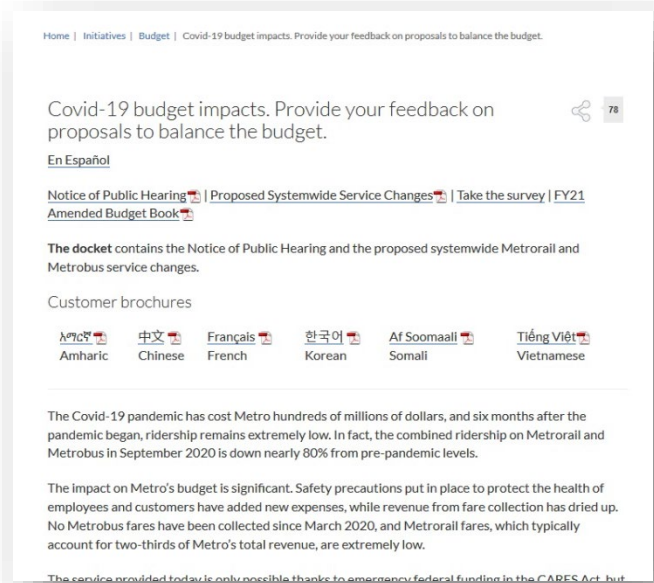 Home | Initiatives | Budget | Covid-19 budget impacts. Provide your feedback on proposals to balance the budget.
Covid-19 budget impacts. Provide your feedback on
proposals to balance the budget.
78
En Español
Notice of Public Hearing | Proposed Systemwide Service Changes | Take the survey | FY21
Amended Budget Book
The docket contains the Notice of Public Hearing and the proposed systemwide Metrorail and
Metrobus service changes.
Customer brochures
አማርኛ 中文 Français 한국어 Af Soomaali Tiếng Việt
Amharic Chinese French Korean Somali Vietnamese
The Covid-19 pandemic has cost Metro hundreds of millions of dollars, and six months after the
pandemic began, ridership remains extremely low. In fact, the combined ridership on Metrorail and
Metrobus in September 2020 is down nearly 80% from pre-pandemic levels.
The impact on Metro's budget is significant. Safety precautions put in place to protect the health of
employees and customers have added new expenses, while revenue from fare collection has dried up.
No Metrobus fares have been collected since March 2020, and Metrorail fares, which typically
account for two-thirds of Metro's total revenue, are extremely low.
The service provided today is only possible thanks to emergency federal funding in the CARES Act, but